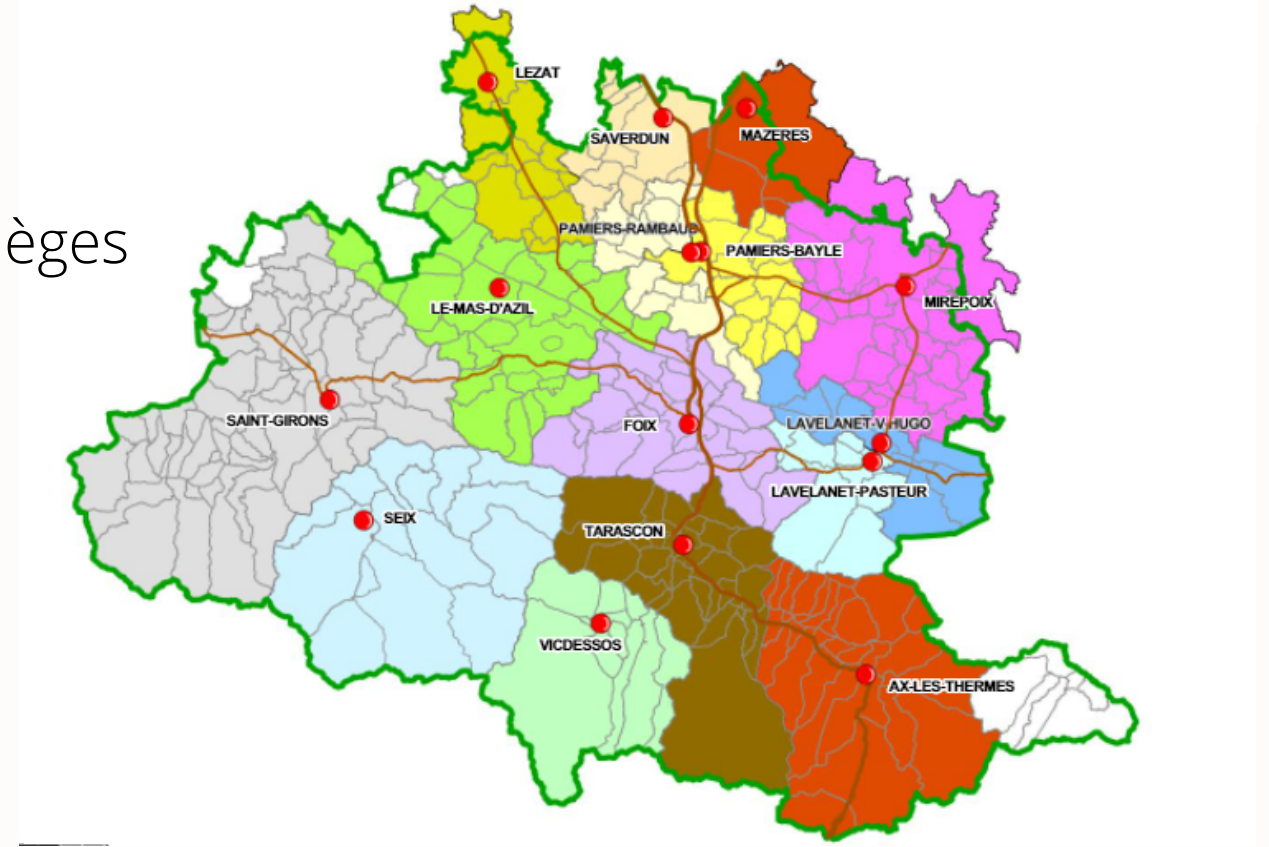 LEZAT
SAVERDUN
MAZERES
èges
PAMIERS-RAMBAUD
PAMIERS-BAYLE
LE-MAS-D'AZIL
MIREPOIX
SAINT-GIRONS
FOIX
LAVELANET-V.HUGO
LAVELANET-PASTEUR
SEIX
TARASCON
VICDESSOS
AX-LES-THERMES